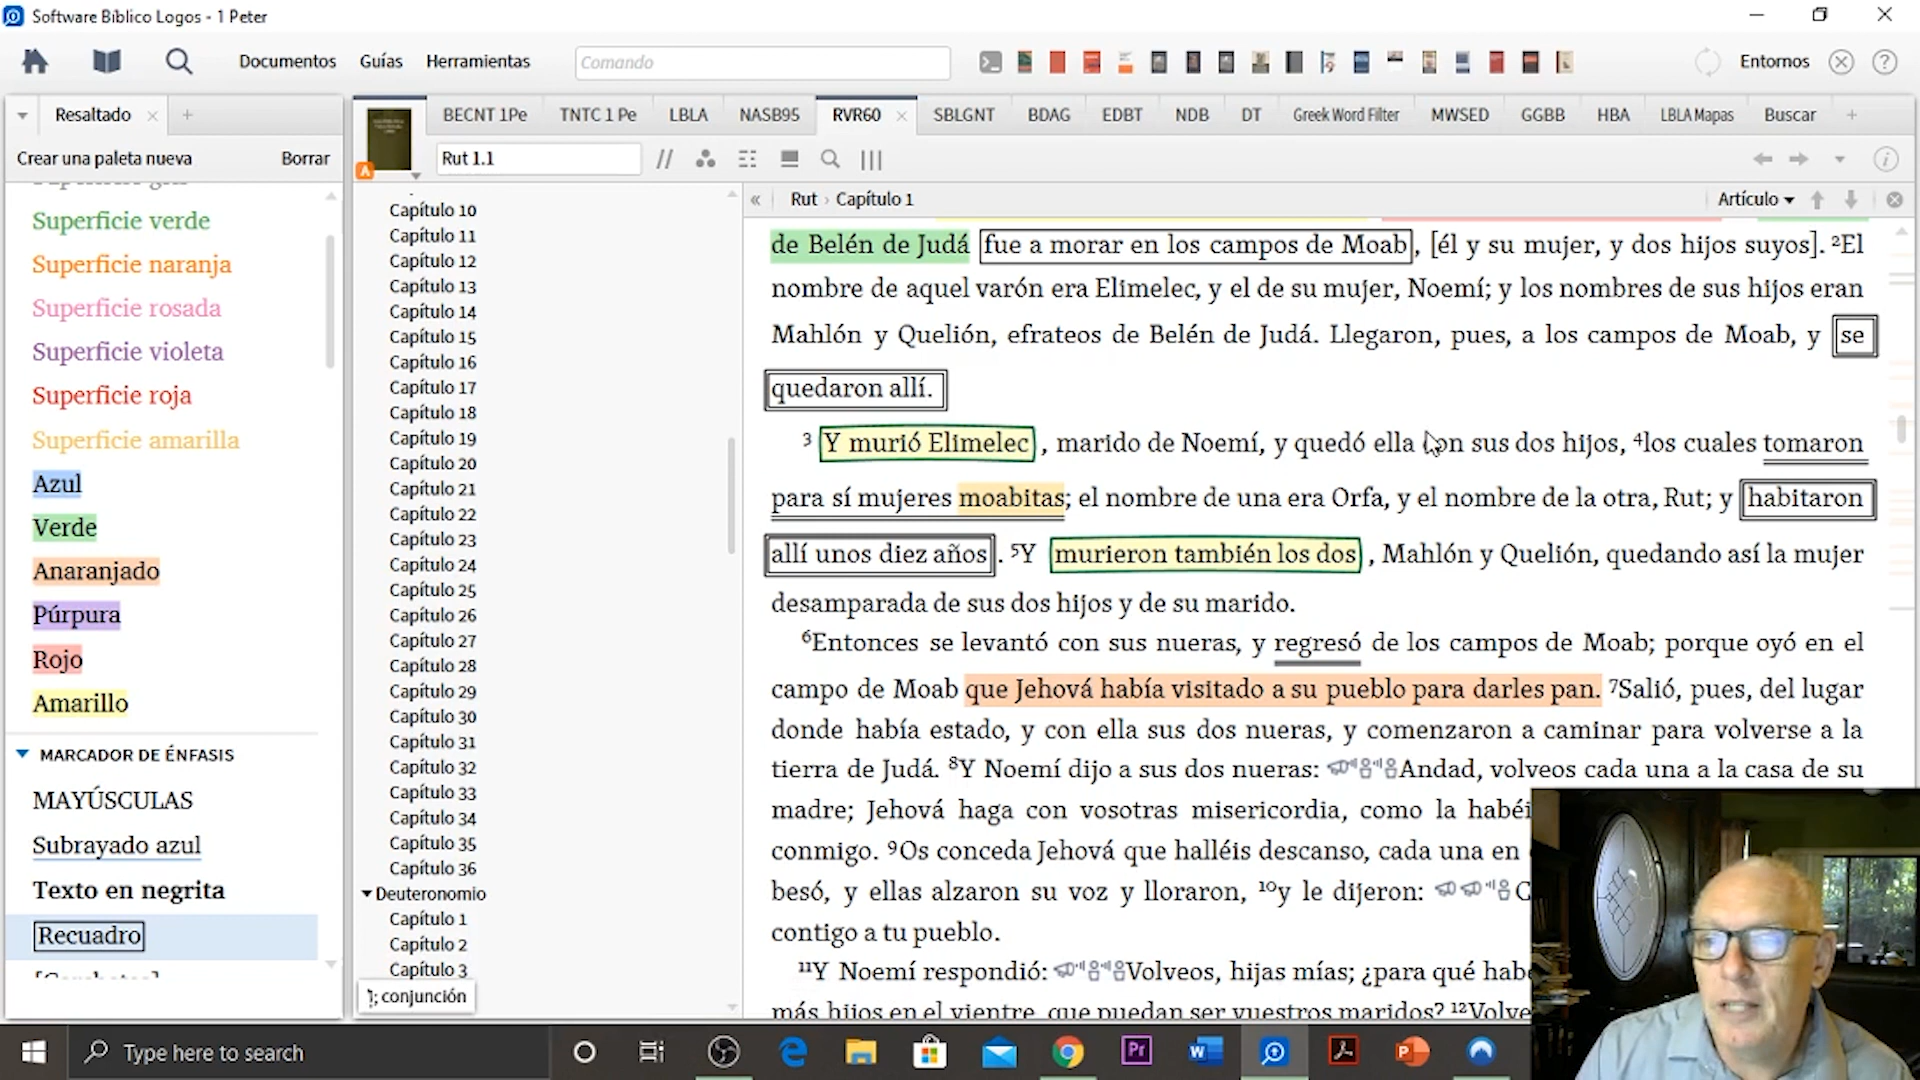 Software Bíblico Logos - 1 Peter
Documentos Guías Herramientas Comando Entornos
Resaltado
BECNT 1Pe TNTC 1 Pe LBLA NASB95 RVR60 SBLGNT BDAG EDBT NDB DT Greek Word Filter MWSED GGBB HBA LBLA Mapas Buscar
Crear una paleta nueva Borrar
Rut 1.1
Rut › Capítulo 1 Artículo
Superficie verde
Superficie naranja
Superficie rosada
Superficie violeta
Superficie roja
Superficie amarilla
Azul
Verde
Anaranjado
Púrpura
Rojo
Amarillo
MARCADOR DE ÉNFASIS
MAYÚSCULAS
Subrayado azul
Texto en negrita
Recuadro
Capítulo 10
Capítulo 11
Capítulo 12
Capítulo 13
Capítulo 14
Capítulo 15
Capítulo 16
Capítulo 17
Capítulo 18
Capítulo 19
Capítulo 20
Capítulo 21
Capítulo 22
Capítulo 23
Capítulo 24
Capítulo 25
Capítulo 26
Capítulo 27
Capítulo 28
Capítulo 29
Capítulo 30
Capítulo 31
Capítulo 32
Capítulo 33
Capítulo 34
Capítulo 35
Capítulo 36
Deuteronomio
Capítulo 1
Capítulo 2
Capítulo 3
; conjunción
de Belén de Judá fue a morar en los campos de Moab, [él y su mujer, y dos hijos suyos]. ²El
nombre de aquel varón era Elimelec, y el de su mujer, Noemí; y los nombres de sus hijos eran
Mahlón y Quelión, efrateos de Belén de Judá. Llegaron, pues, a los campos de Moab, y se
quedaron allí.
³ Y murió Elimelec, marido de Noemí, y quedó ella con sus dos hijos, ⁴los cuales tomaron
para sí mujeres moabitas; el nombre de una era Orfa, y el nombre de la otra, Rut; y habitaron
allí unos diez años. ⁵Y murieron también los dos, Mahlón y Quelión, quedando así la mujer
desamparada de sus dos hijos y de su marido.
⁶Entonces se levantó con sus nueras, y regresó de los campos de Moab; porque oyó en el
campo de Moab que Jehová había visitado a su pueblo para darles pan. ⁷Salió, pues, del lugar
donde había estado, y con ella sus dos nueras, y comenzaron a caminar para volverse a la
tierra de Judá. ⁸Y Noemí dijo a sus dos nueras: Andad, volveos cada una a la casa de su
madre; Jehová haga con vosotras misericordia, como la habéi
conmigo. ⁹Os conceda Jehová que halléis descanso, cada una en
besó, y ellas alzaron su voz y lloraron, ¹⁰y le dijeron:
contigo a tu pueblo.
¹¹Y Noemí respondió: Volveos, hijas mías; ¿para qué habé
más hijos en el vientre, que puedan ser vuestros maridos? ¹²Volve
Type here to search